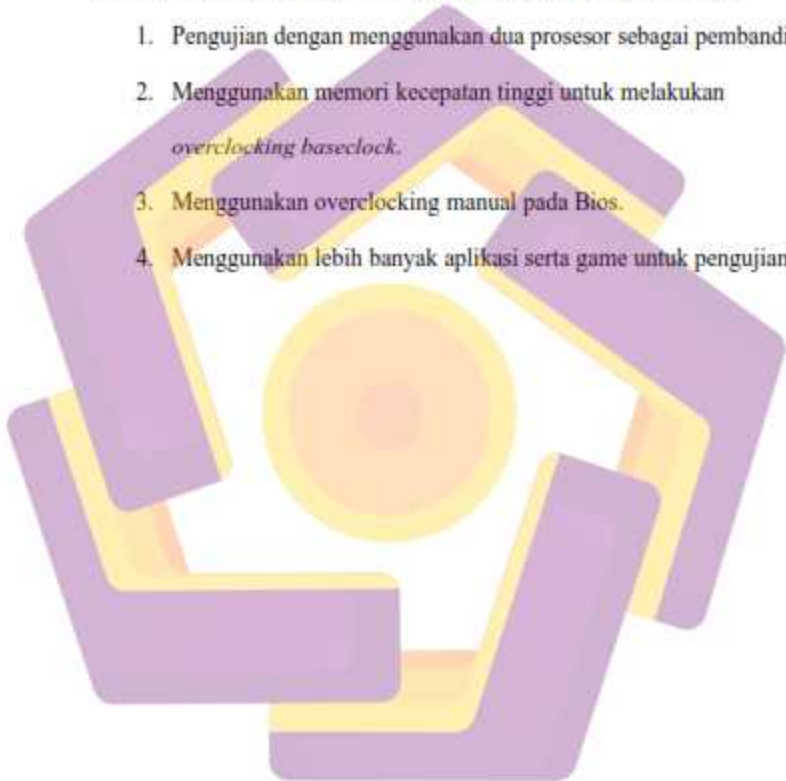 1. Pengujian dengan menggunakan dua prosesor sebagai pembandi
2. Menggunakan memori kecepatan tinggi untuk melakukan
overclocking baseclock.
3. Menggunakan overclocking manual pada Bios.
4. Menggunakan lebih banyak aplikasi serta game untuk pengujian